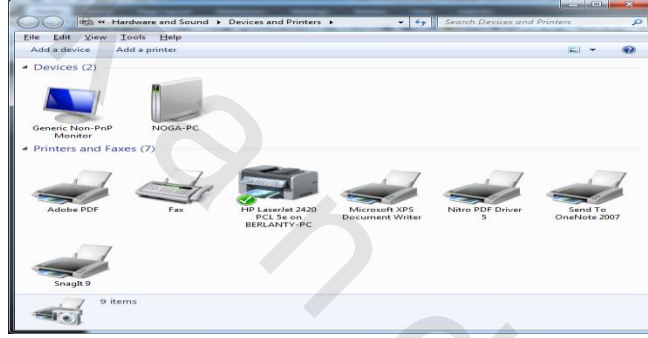 « Hardware and Sound ▸ Devices and Printers ▸
Search Devices and Printers
File Edit View Tools Help
Add a device Add a printer
Devices (2)
Generic Non-PnP
Monitor
NOGA-PC
Printers and Faxes (7)
Adobe PDF
Fax
HP LaserJet 2420
PCL 5e on
BERLANTY-PC
Microsoft XPS
Document Writer
Nitro PDF Driver
5
Send To
OneNote 2007
SnagIt 9
9 items